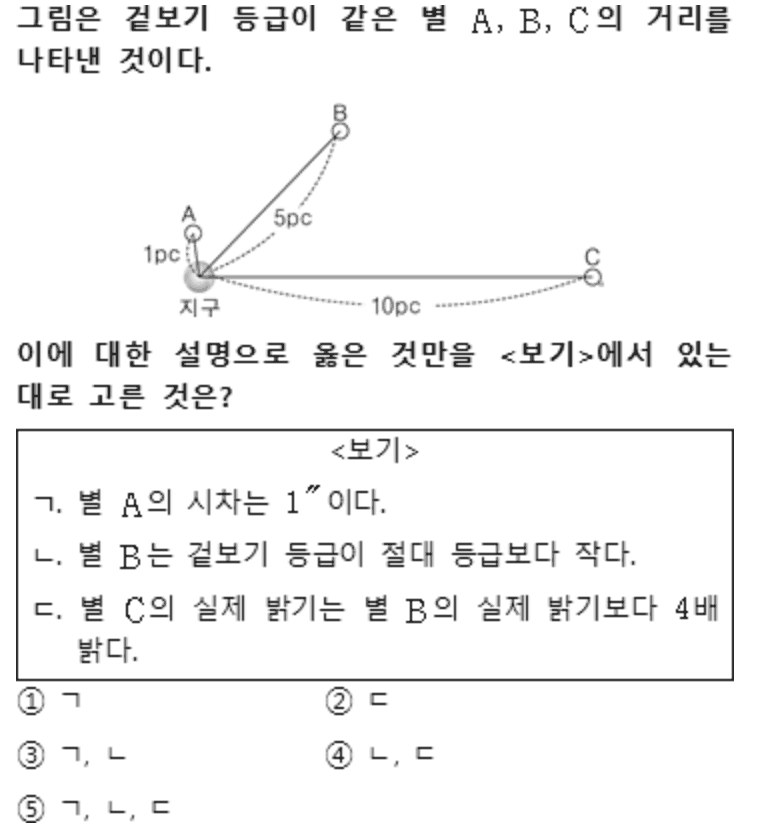 그림은 겉보기 등급이 같은 별 A, B, C의 거리를
나타낸 것이다.
B
A
5pc
1pc
C
지구
10pc
이에 대한 설명으로 옳은 것만을 <보기>에서 있는
대로 고른 것은?
<보기>
ㄱ. 별 A의 시차는 1″이다.
ㄴ. 별 B는 겉보기 등급이 절대 등급보다 작다.
ㄷ. 별 C의 실제 밝기는 별 B의 실제 밝기보다 4배
밝다.
① ㄱ ② ㄷ
③ ㄱ, ㄴ ④ ㄴ, ㄷ
⑤ ㄱ, ㄴ, ㄷ